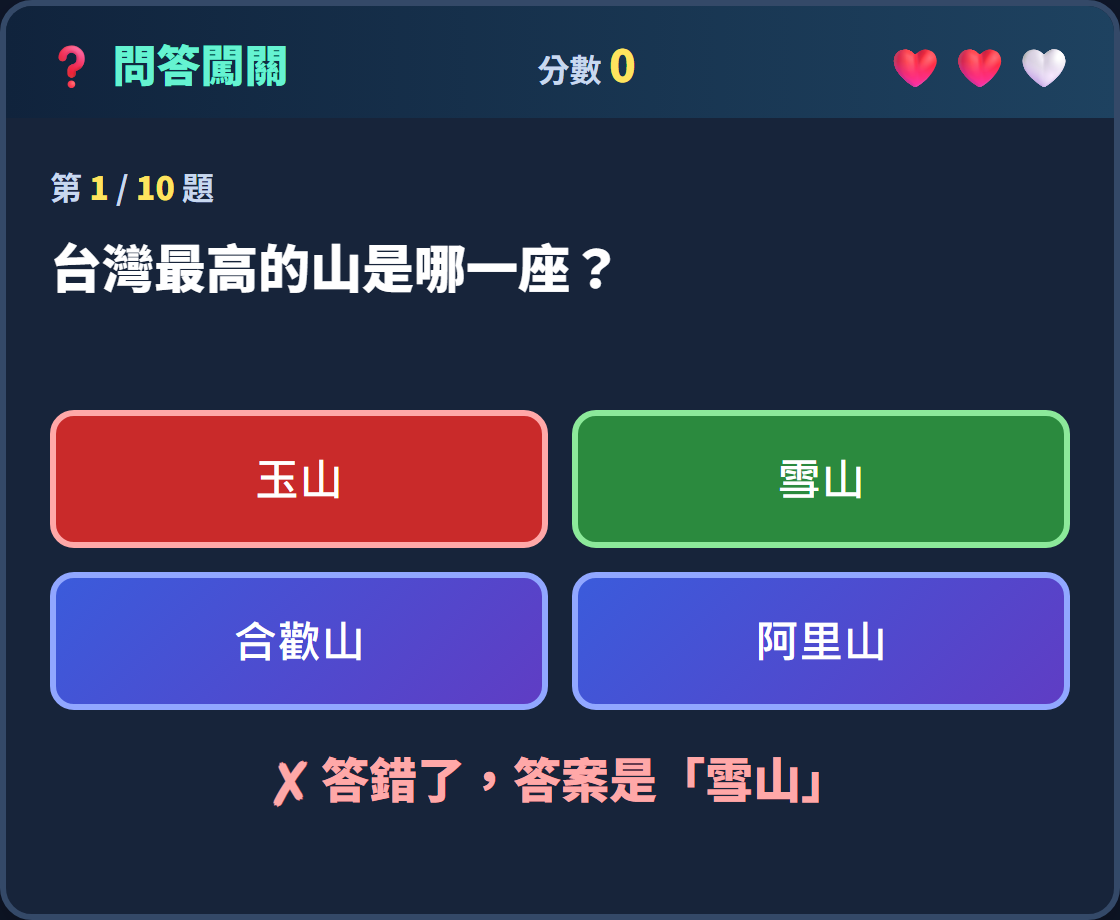 ❓ 問答闖關
分數 0
第 1 / 10 題
台灣最高的山是哪一座？
玉山
雪山
合歡山
阿里山
✗ 答錯了，答案是「雪山」